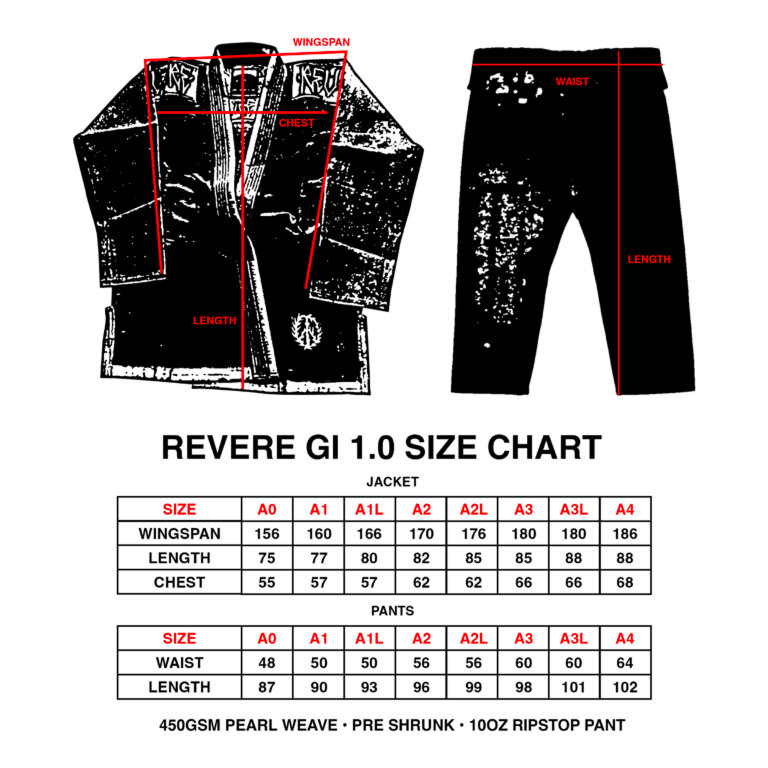 WINGSPAN
CHEST
LENGTH
WAIST
LENGTH
REVERE GI 1.0 SIZE CHART
JACKET
SIZE A0 A1 A1L A2 A2L A3 A3L A4
WINGSPAN 156 160 166 170 176 180 180 186
LENGTH 75 77 80 82 85 85 88 88
CHEST 55 57 57 62 62 66 66 68
PANTS
SIZE A0 A1 A1L A2 A2L A3 A3L A4
WAIST 48 50 50 56 56 60 60 64
LENGTH 87 90 93 96 99 98 101 102
450GSM PEARL WEAVE • PRE SHRUNK • 10OZ RIPSTOP PANT